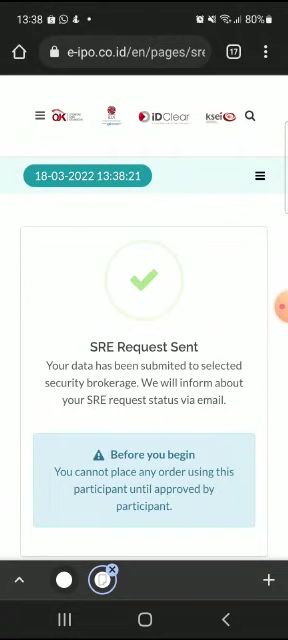 13:38
80%
e-ipo.co.id/en/pages/sre
17
iDClear
ksei
18-03-2022 13:38:21
SRE Request Sent
Your data has been submited to selected
security brokerage. We will inform about
your SRE request status via email.
Before you begin
You cannot place any order using this
participant until approved by
participant.